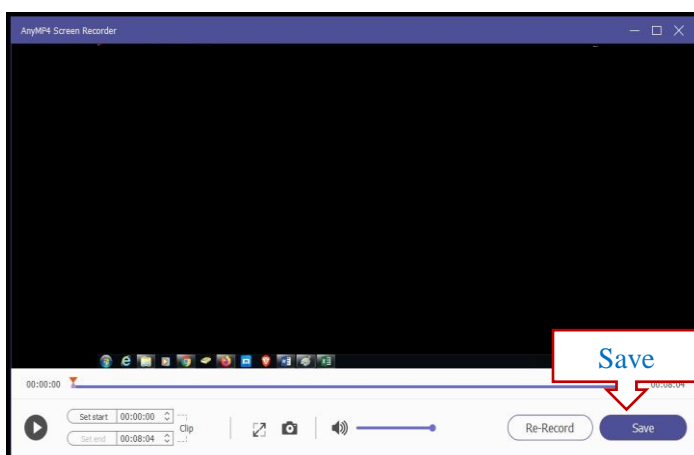 AnyMP4 Screen Recorder
Save
00:00:00
00:08:04
Set start 00:00:00
Set end 00:08:04
Clip
Re-Record
Save